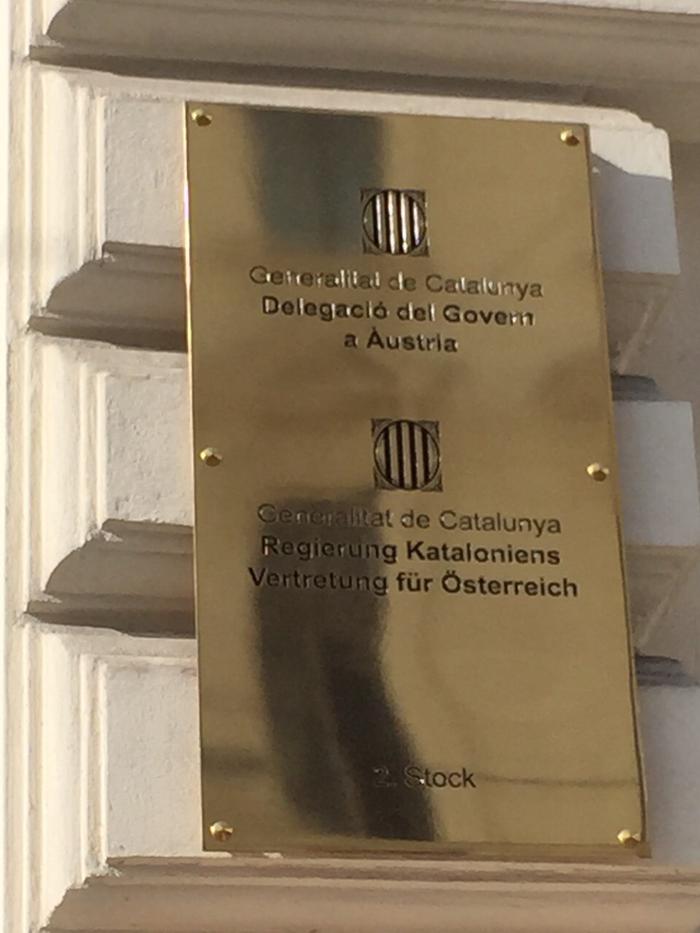 Generalitat de Catalunya
Delegació del Govern
a Àustria
Generalitat de Catalunya
Regierung Kataloniens
Vertretung für Österreich
2. Stock